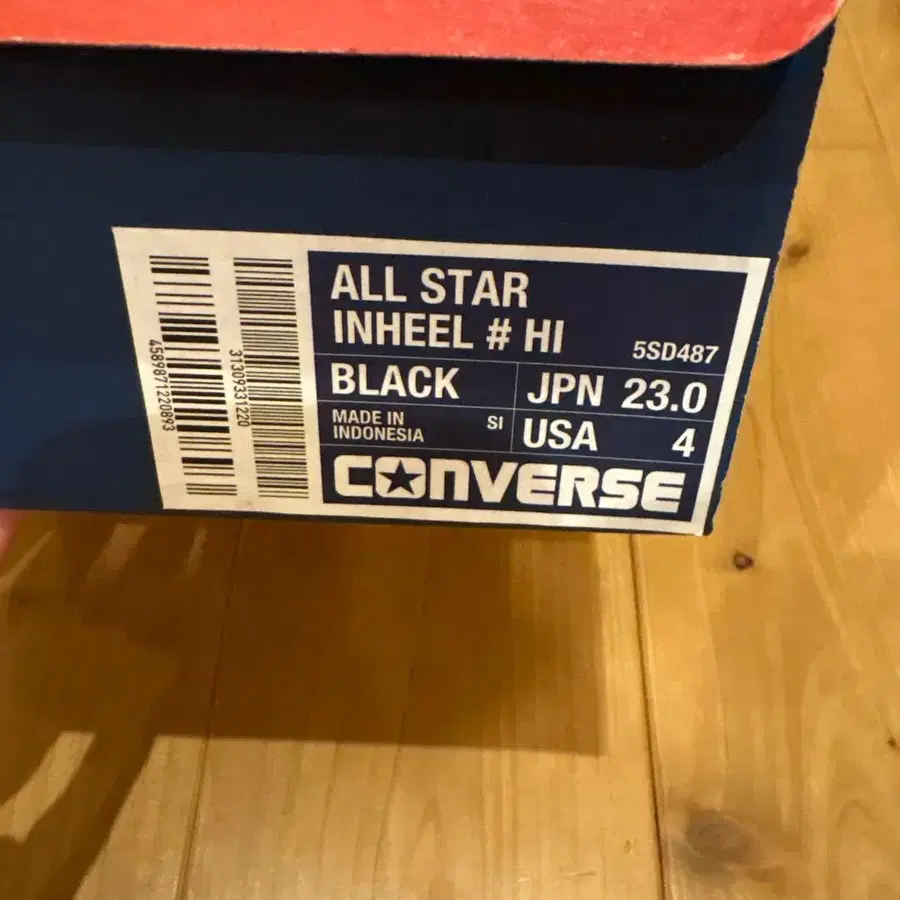 ALL STAR
INHEEL # HI
5SD487
BLACK
JPN 23.0
MADE IN
INDONESIA
SI
USA 4
CONVERSE
4589871220893
31309331220